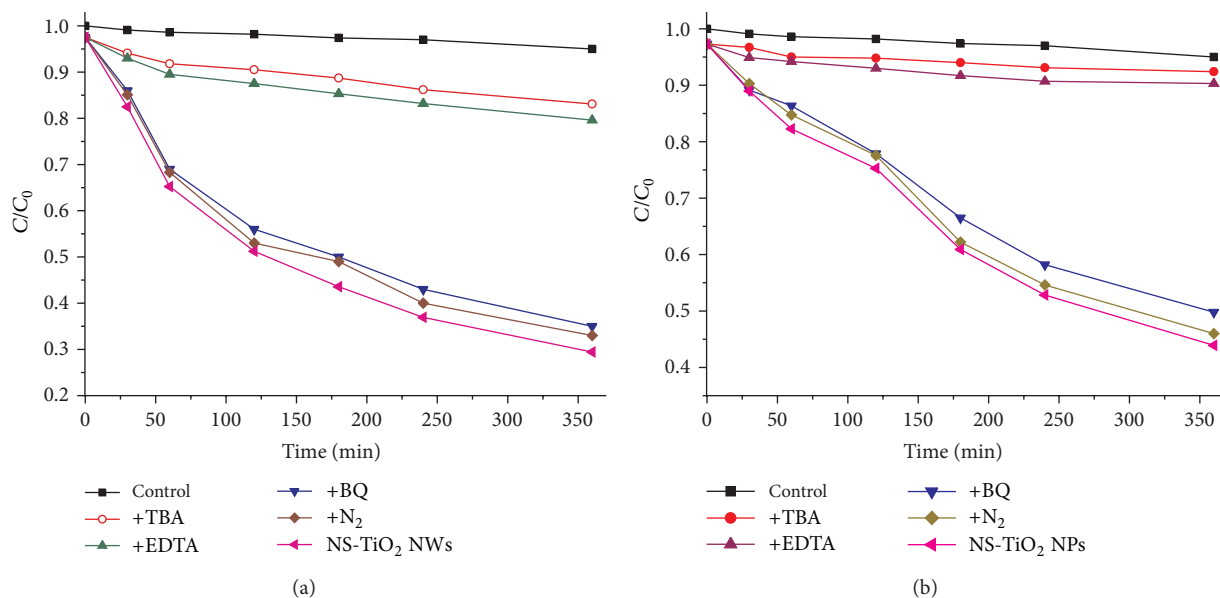 1.0
0.9
0.8
0.7
0.6
0.5
0.4
0.3
0.2
C/C₀
0 50 100 150 200 250 300 350
Time (min)
Control
+TBA
+EDTA
+BQ
+N₂
NS-TiO₂ NWs
(a)
1.0
0.9
0.8
0.7
0.6
0.5
0.4
C/C₀
0 50 100 150 200 250 300 350
Time (min)
Control
+TBA
+EDTA
+BQ
+N₂
NS-TiO₂ NPs
(b)